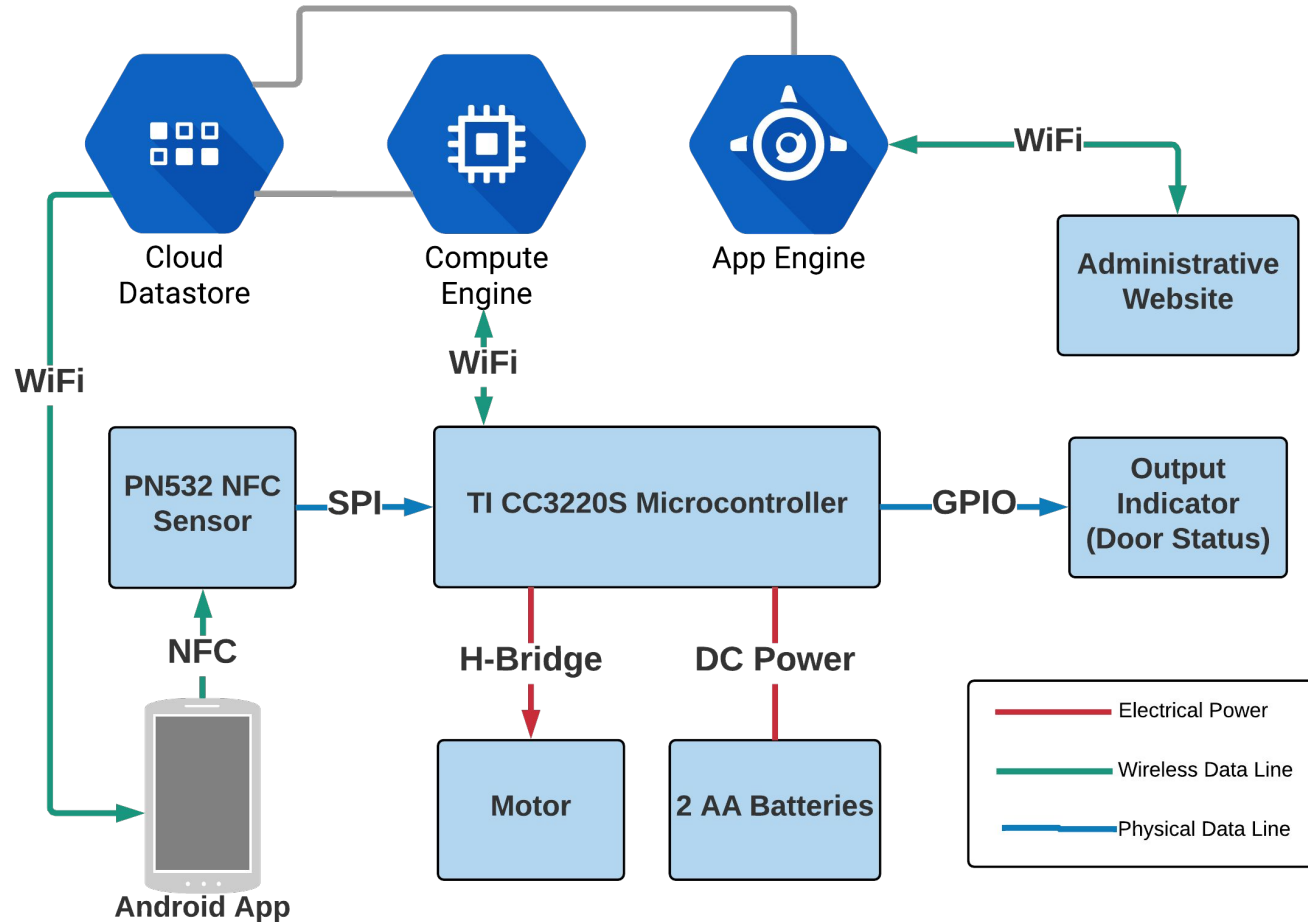 WiFi
Cloud
Datastore
Compute
Engine
App Engine
Administrative
Website
WiFi
WiFi
PN532 NFC
Sensor
SPI
TI CC3220S Microcontroller
GPIO
Output
Indicator
(Door Status)
NFC
H-Bridge
DC Power
Motor
2 AA Batteries
Android App
Electrical Power
Wireless Data Line
Physical Data Line